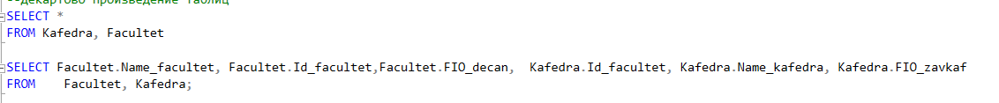 --декартово произведение таблиц
SELECT *
FROM Kafedra, Facultet
SELECT Facultet.Name_facultet, Facultet.Id_facultet,Facultet.FIO_decan,  Kafedra.Id_facultet, Kafedra.Name_kafedra, Kafedra.FIO_zavkaf
FROM    Facultet, Kafedra;